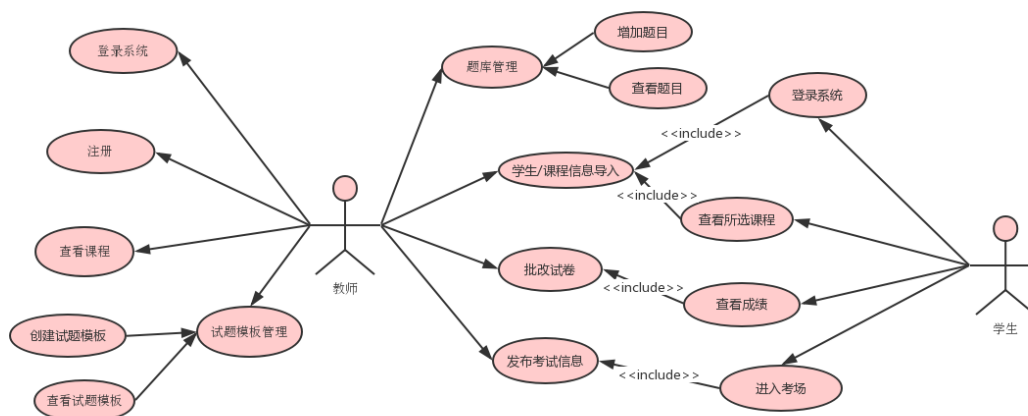 登录系统
注册
查看课程
创建试题模板
试题模板管理
查看试题模板
教师
题库管理
增加题目
查看题目
学生/课程信息导入
批改试卷
发布考试信息
<<include>>
<<include>>
<<include>>
<<include>>
登录系统
查看所选课程
查看成绩
进入考场
学生